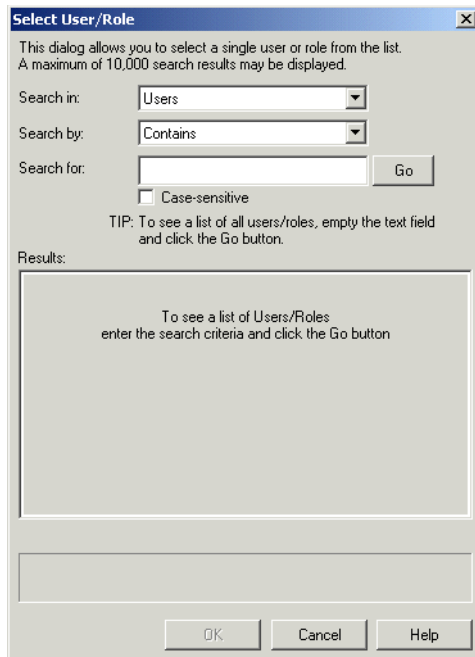 Select User/Role
This dialog allows you to select a single user or role from the list.
A maximum of 10,000 search results may be displayed.
Search in:
Users
Search by:
Contains
Search for:
Go
Case-sensitive
TIP: To see a list of all users/roles, empty the text field
and click the Go button.
Results:
To see a list of Users/Roles
enter the search criteria and click the Go button
OK
Cancel
Help